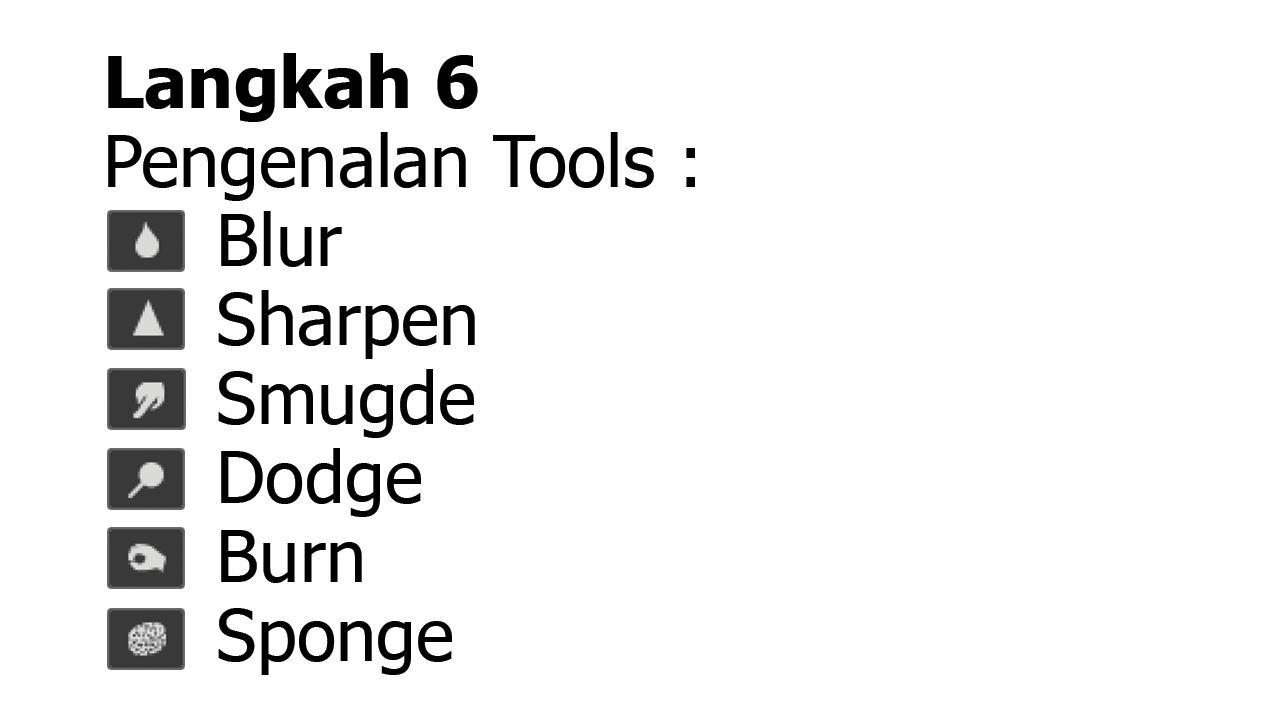 Langkah 6
Pengenalan Tools :
Blur
Sharpen
Smugde
Dodge
Burn
Sponge